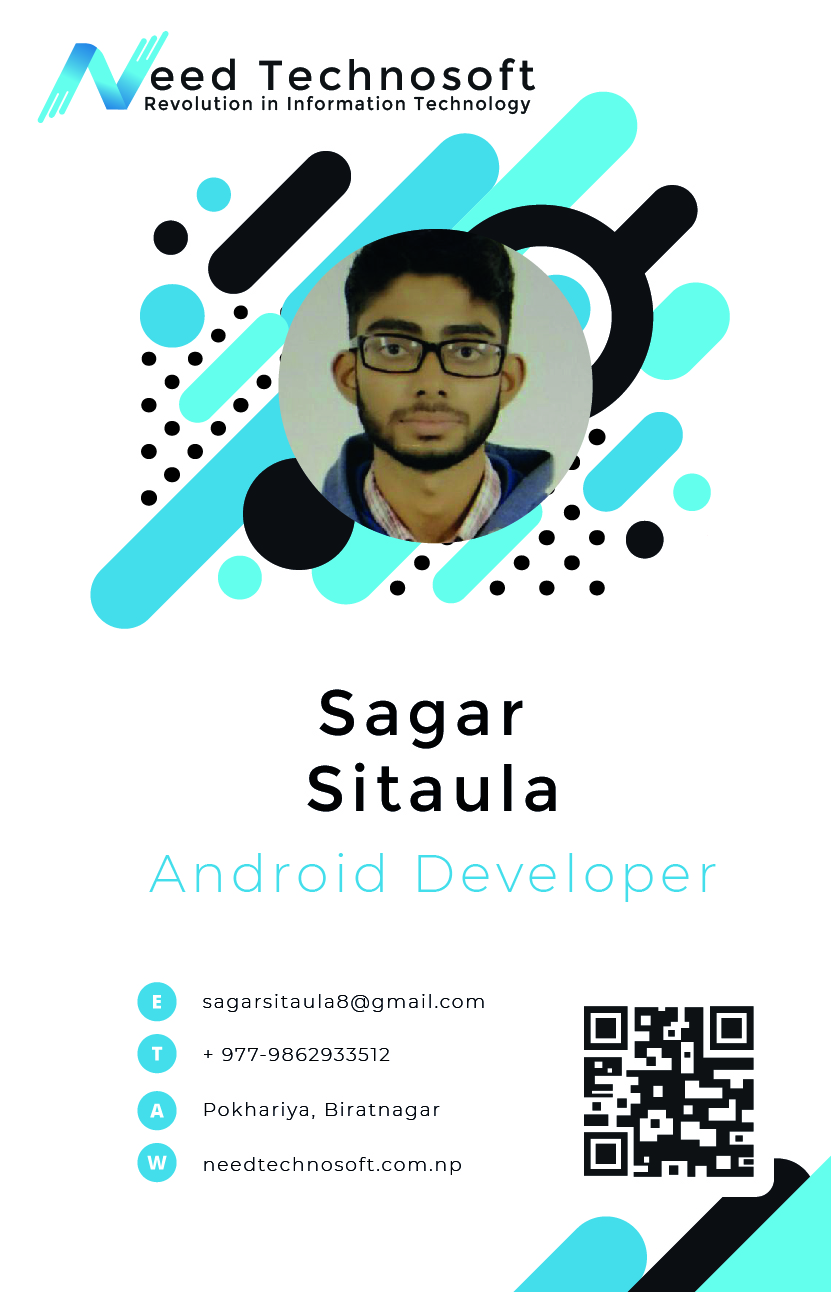 Need Technosoft
Revolution in Information Technology
Sagar
Sitaula
Android Developer
E sagarsitaula8@gmail.com
T + 977-9862933512
A Pokhariya, Biratnagar
W needtechnosoft.com.np